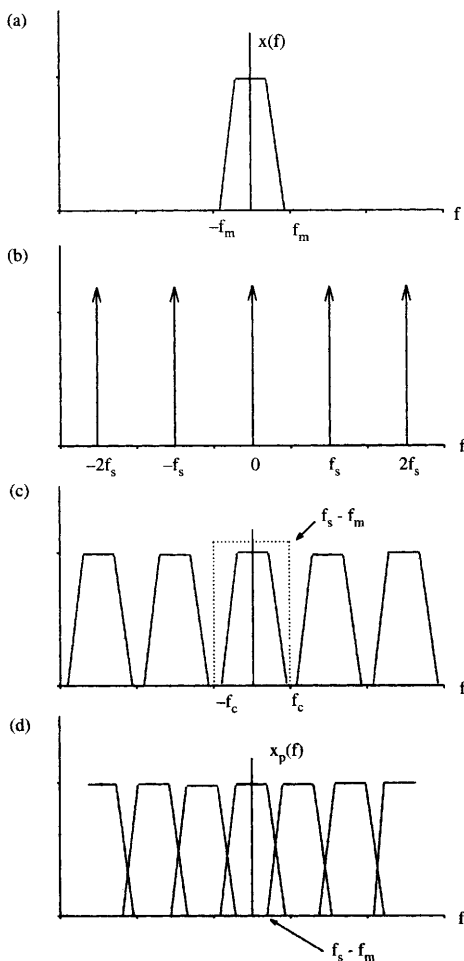 (a)
x(f)
−f_m f_m f
(b)
−2f_s −f_s 0 f_s 2f_s f
(c)
f_s - f_m
−f_c f_c f
(d)
x_p(f)
f
f_s - f_m